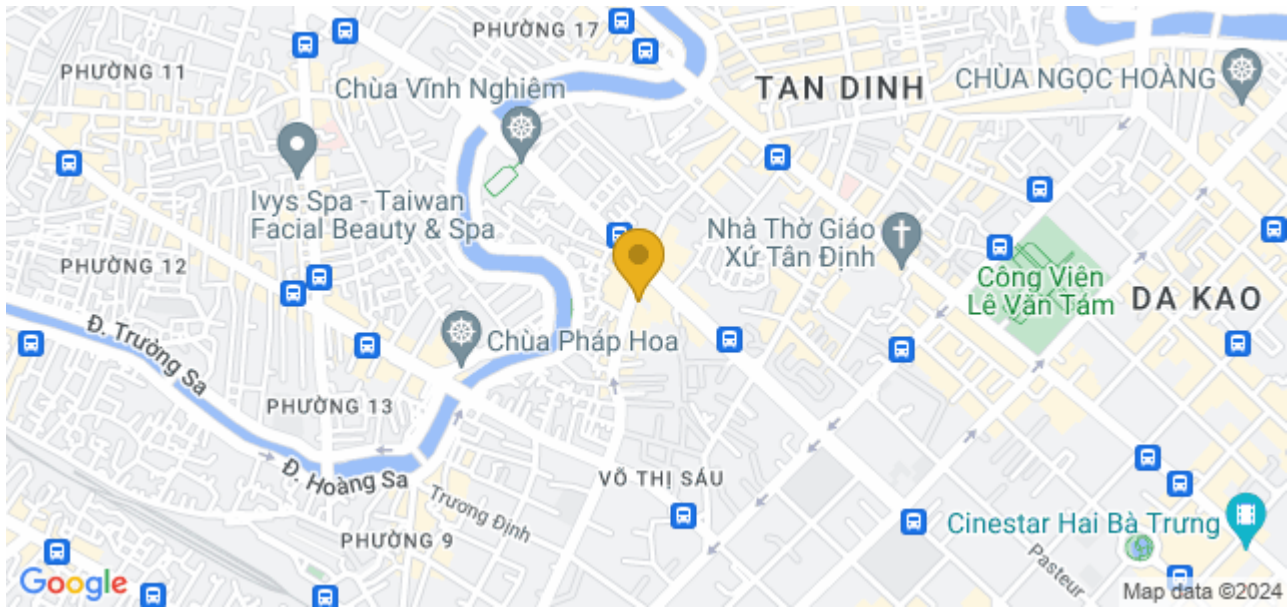 PHƯỜNG 17
PHƯỜNG 11
Chùa Vĩnh Nghiêm
TAN DINH
CHÙA NGỌC HOÀNG
Ivys Spa - Taiwan
Facial Beauty & Spa
Nhà Thờ Giáo
Xứ Tân Định
PHƯỜNG 12
Công Viên
Lê Văn Tám
DA KAO
Đ. Trường Sa
Chùa Pháp Hoa
PHƯỜNG 13
Đ. Hoàng Sa
VÕ THỊ SÁU
Trương Định
Cinestar Hai Bà Trưng
PHƯỜNG 9
Pasteur
Google
Map data ©2024